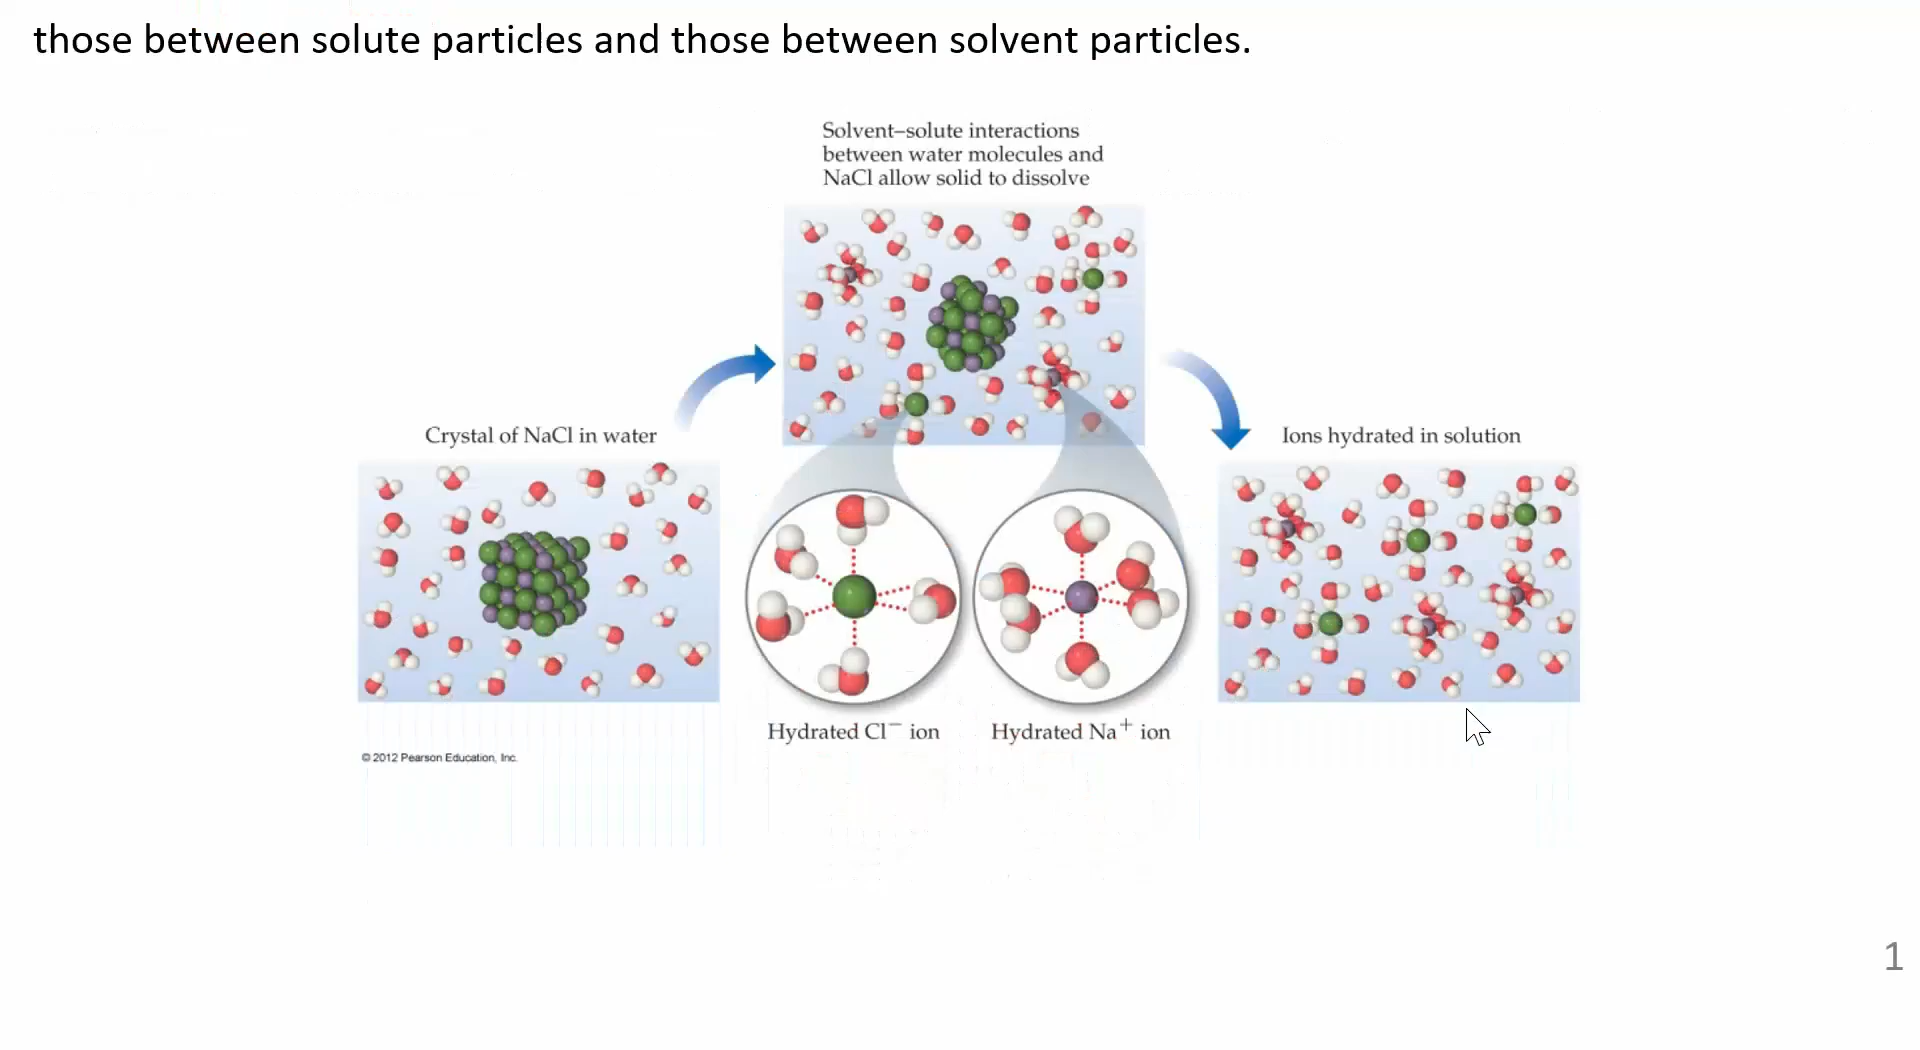 those between solute particles and those between solvent particles.
Solvent–solute interactions
between water molecules and
NaCl allow solid to dissolve
Crystal of NaCl in water
Ions hydrated in solution
Hydrated Cl⁻ ion
Hydrated Na⁺ ion
© 2012 Pearson Education, Inc.
1